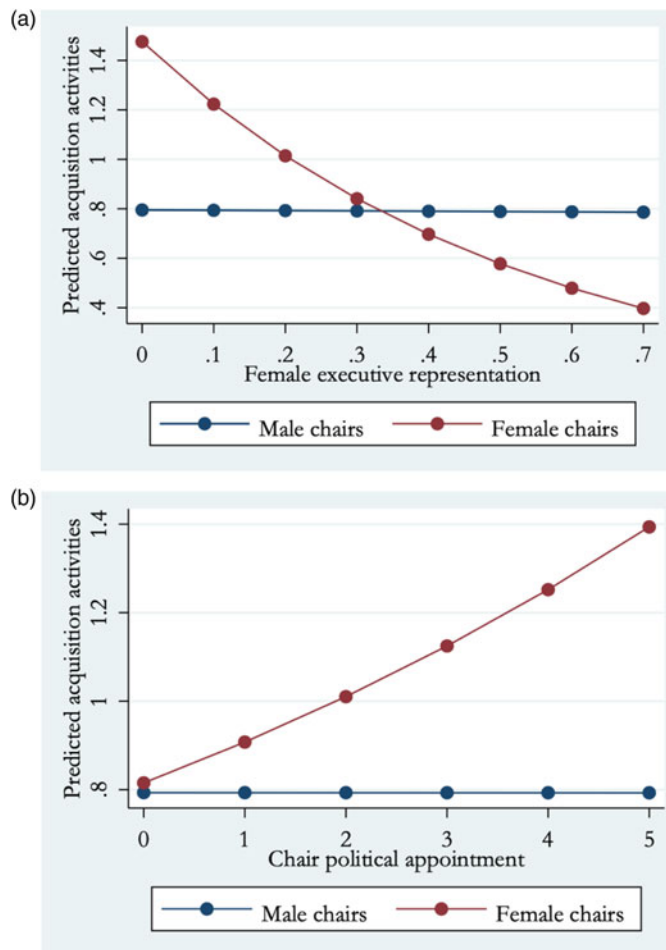 (a)
Predicted acquisition activities
1.4
1.2
1
.8
.6
.4
0 .1 .2 .3 .4 .5 .6 .7
Female executive representation
Male chairs Female chairs
(b)
Predicted acquisition activities
1.4
1.2
1
.8
0 1 2 3 4 5
Chair political appointment
Male chairs Female chairs